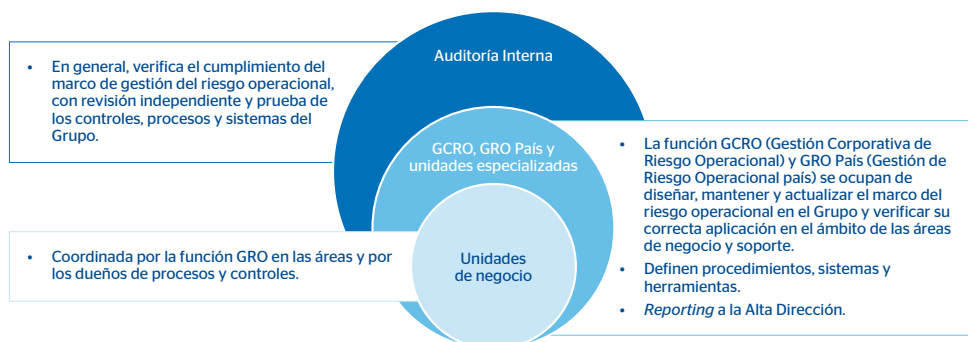 Auditoría Interna
• En general, verifica el cumplimiento del
marco de gestión del riesgo operacional,
con revisión independiente y prueba de
los controles, procesos y sistemas del
Grupo.
GCRO, GRO País y
unidades especializadas
• La función GCRO (Gestión Corporativa de
Riesgo Operacional) y GRO País (Gestión de
Riesgo Operacional país) se ocupan de
diseñar, mantener y actualizar el marco del
riesgo operacional en el Grupo y verificar su
correcta aplicación en el ámbito de las áreas
de negocio y soporte.
• Definen procedimientos, sistemas y
herramientas.
• Reporting a la Alta Dirección.
• Coordinada por la función GRO en las áreas y por
los dueños de procesos y controles.
Unidades
de negocio